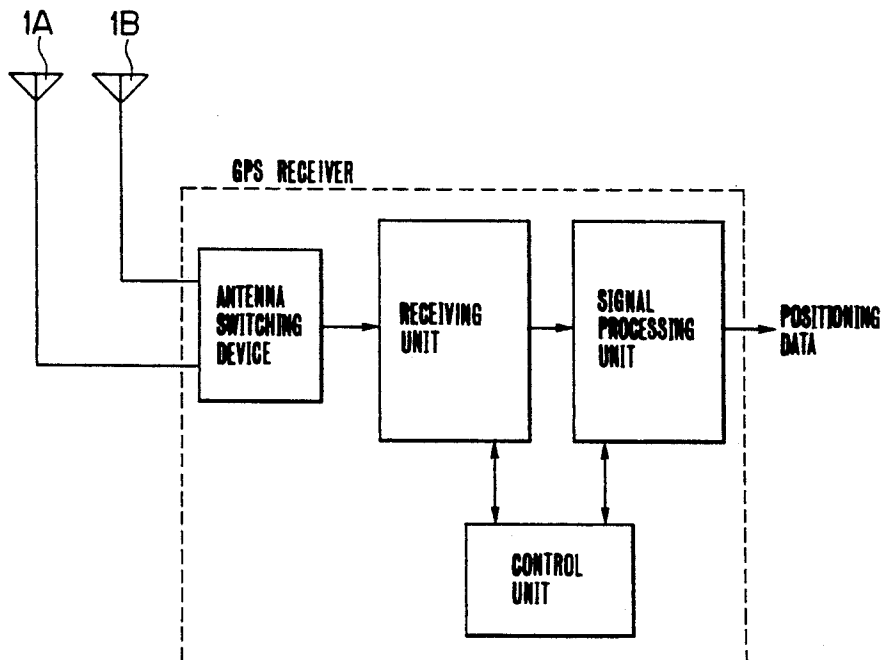 1A
1B
GPS RECEIVER
ANTENNA
SWITCHING
DEVICE
RECEIVING
UNIT
SIGNAL
PROCESSING
UNIT
POSITIONING
DATA
CONTROL
UNIT